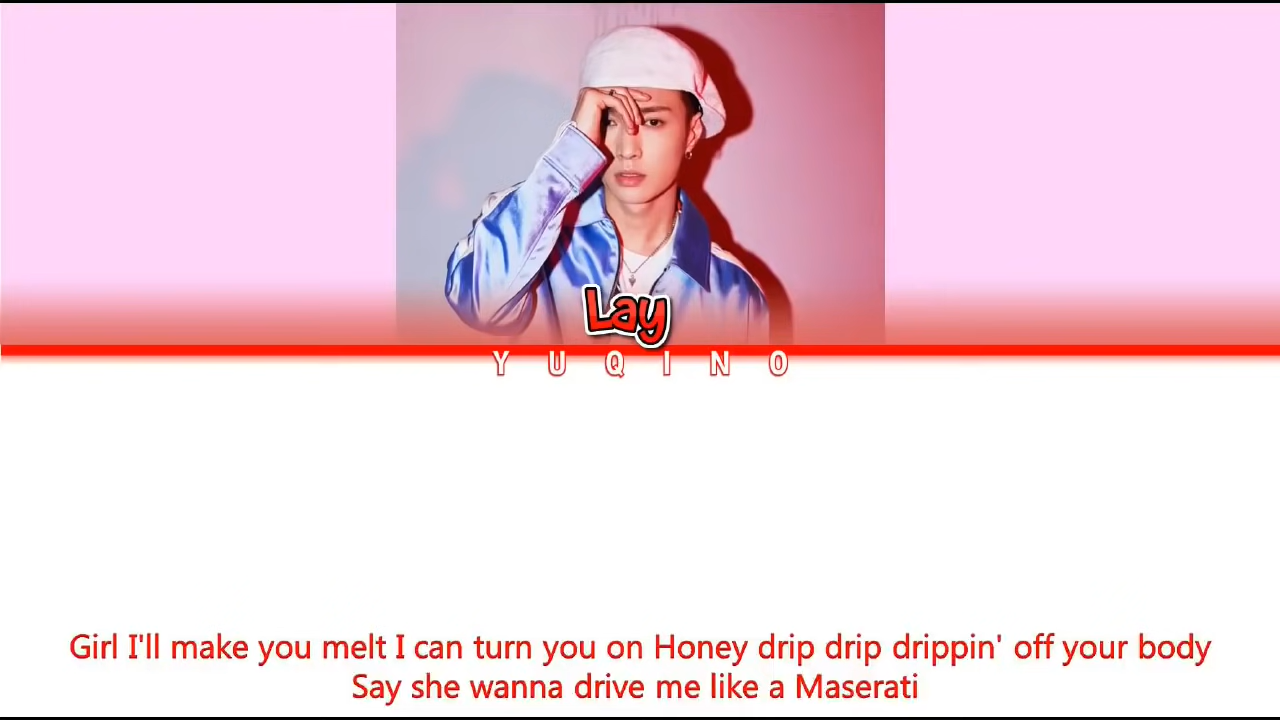 Lay
YUQINO
Girl I'll make you melt I can turn you on Honey drip drip drippin' off your body
Say she wanna drive me like a Maserati